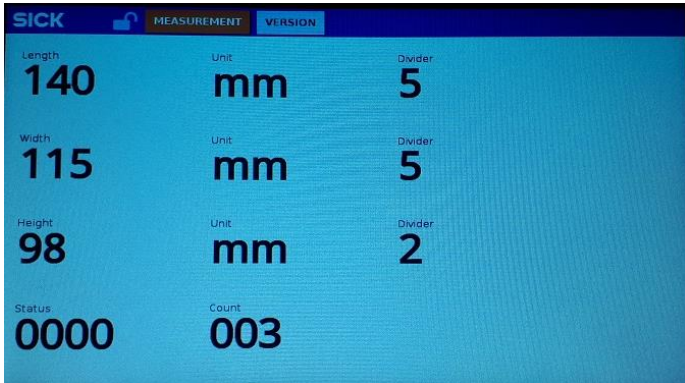 SICK MEASUREMENT VERSION
Length Unit Divider
140 mm 5
Width Unit Divider
115 mm 5
Height Unit Divider
98 mm 2
Status Count
0000 003